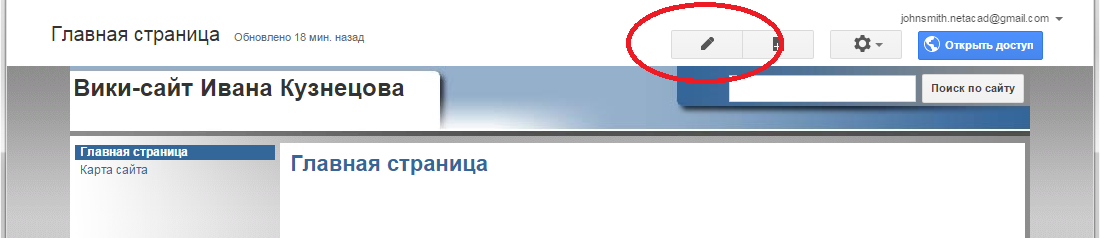 johnsmith.netacad@gmail.com
Главная страница Обновлено 18 мин. назад
Открыть доступ
Вики-сайт Ивана Кузнецова
Поиск по сайту
Главная страница
Карта сайта
Главная страница